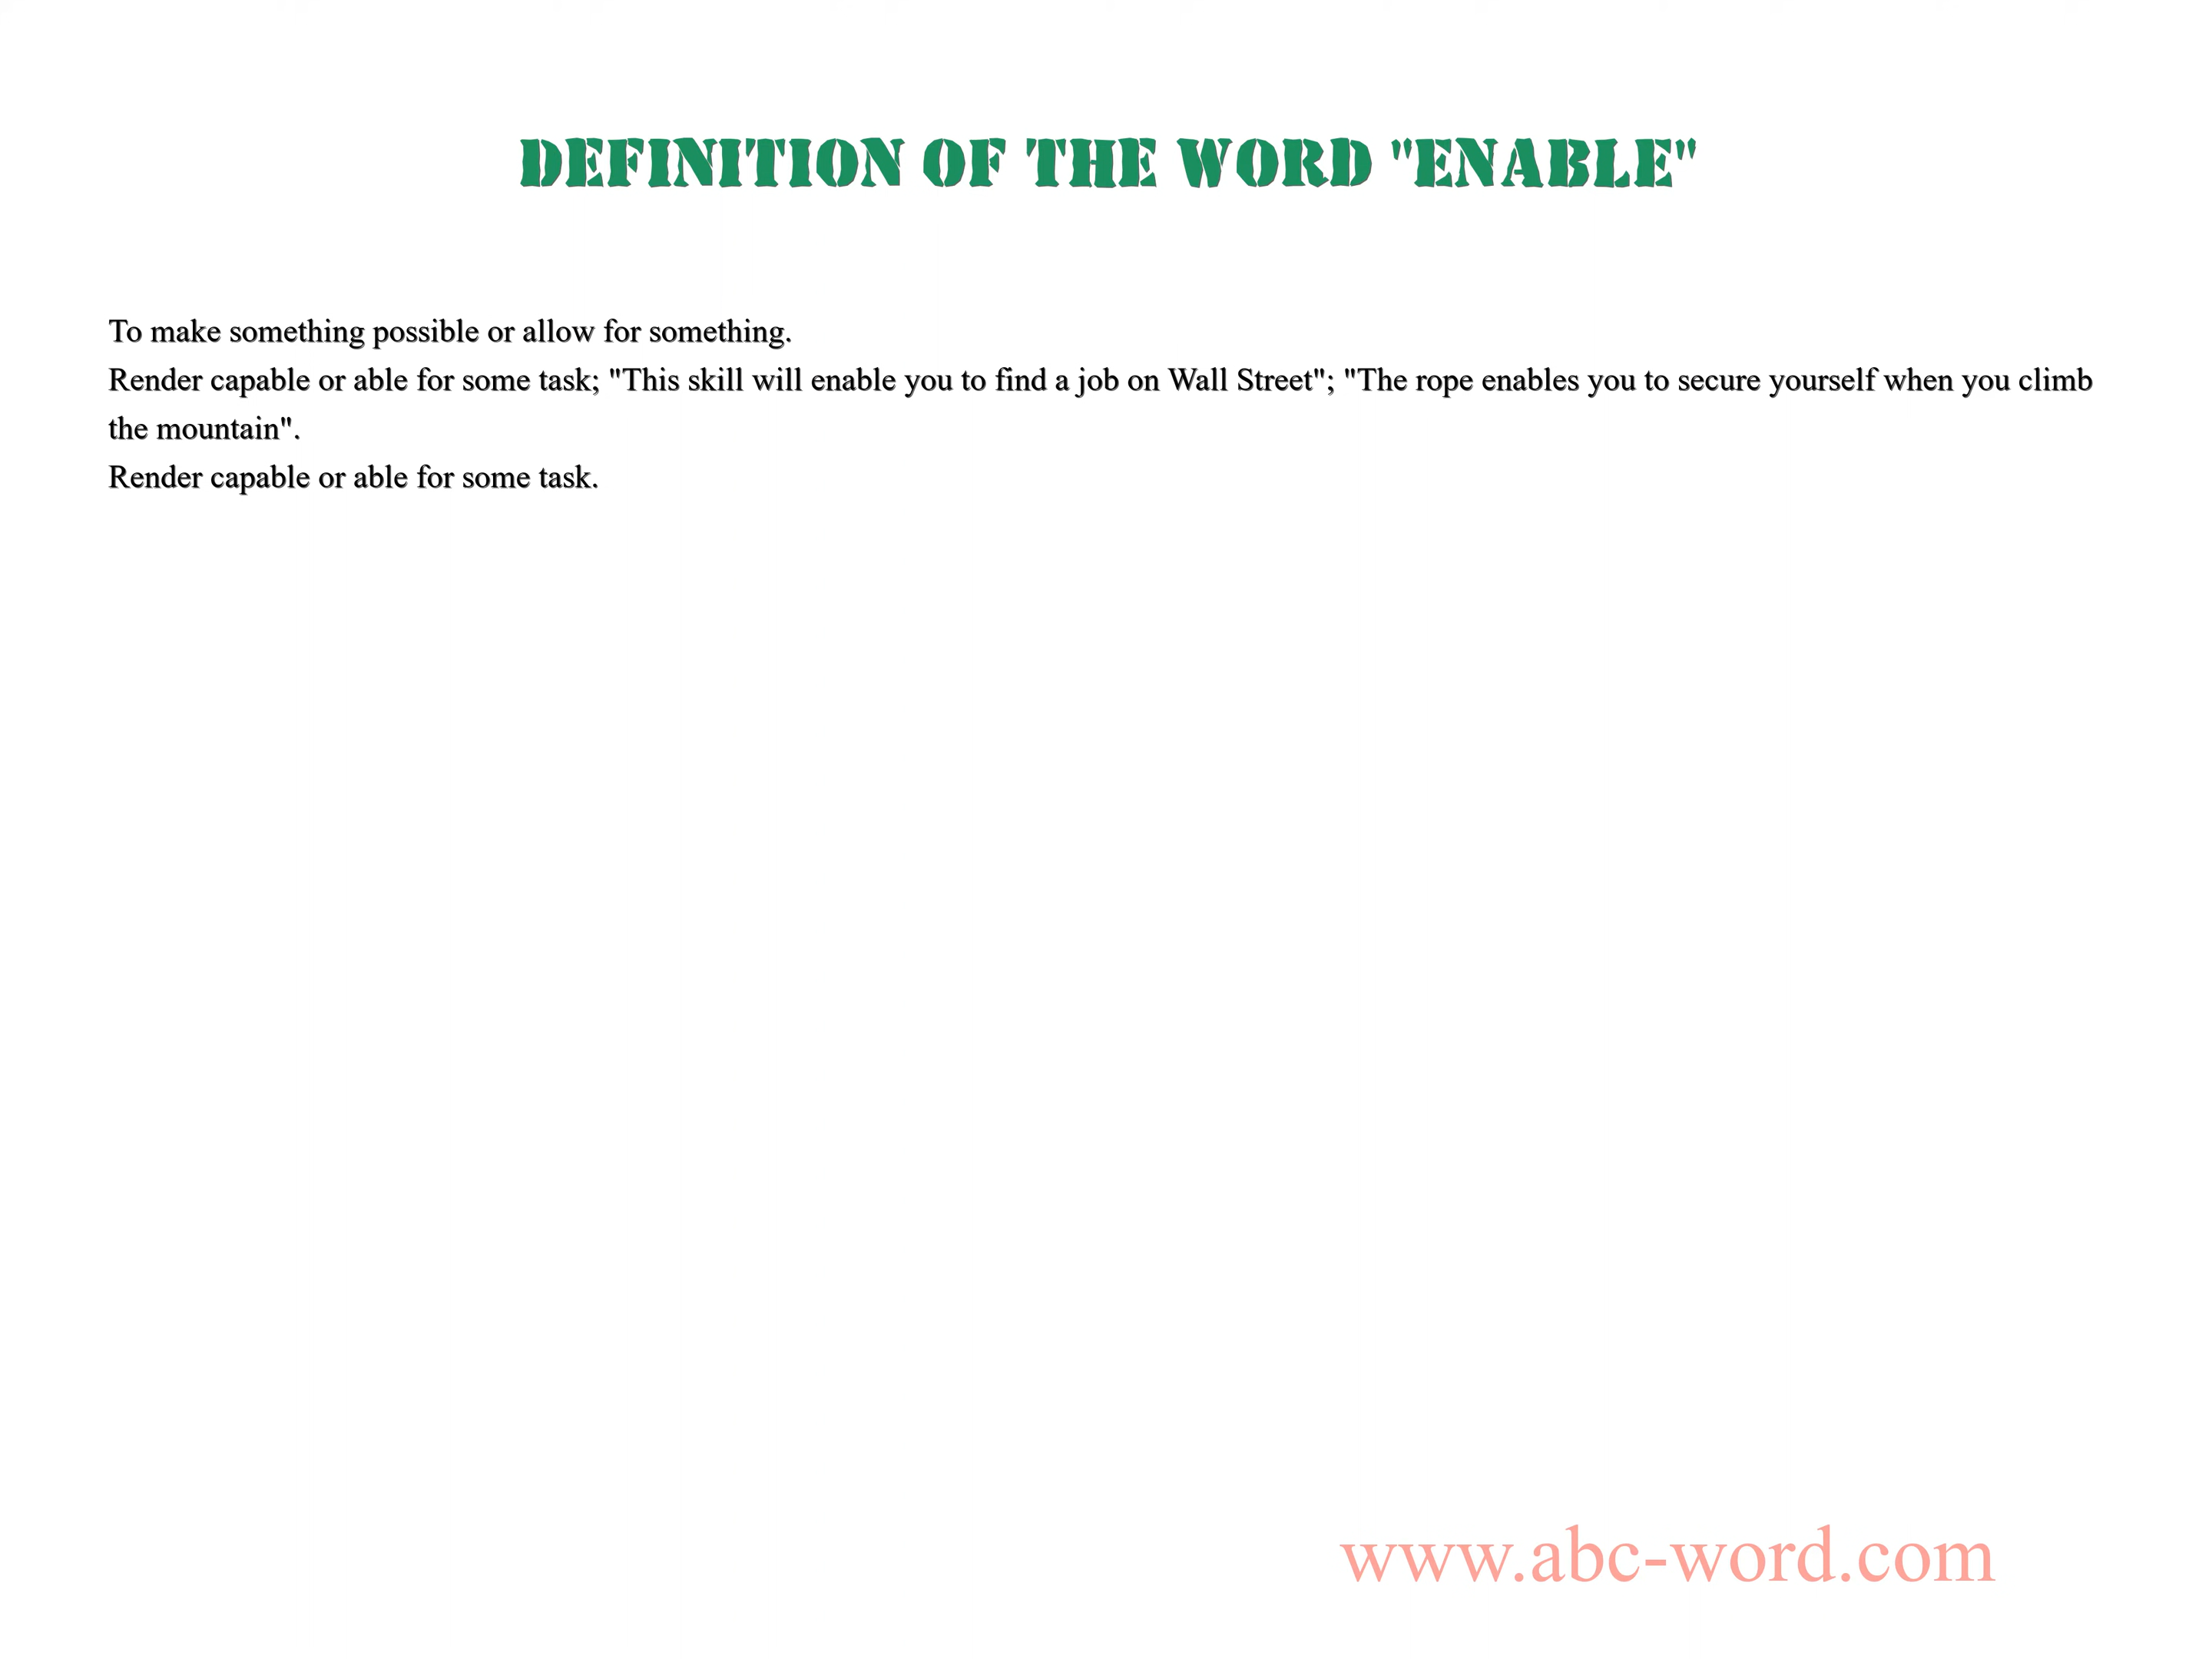 DEFINITION OF THE WORD "ENABLE"
To make something possible or allow for something.
Render capable or able for some task; "This skill will enable you to find a job on Wall Street"; "The rope enables you to secure yourself when you climb
the mountain".
Render capable or able for some task.
www.abc-word.com